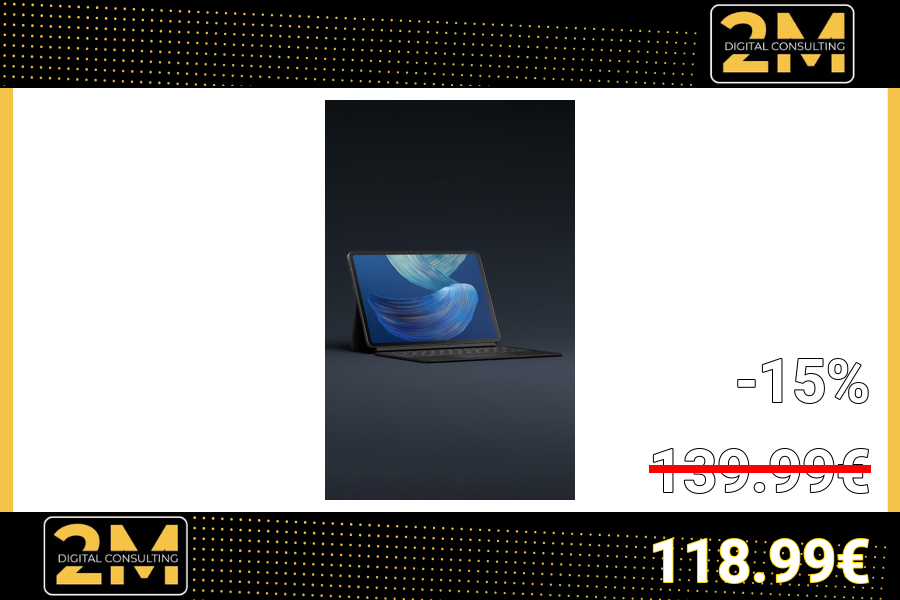 2M
DIGITAL CONSULTING
-15%
139.99€
2M
DIGITAL CONSULTING
118.99€